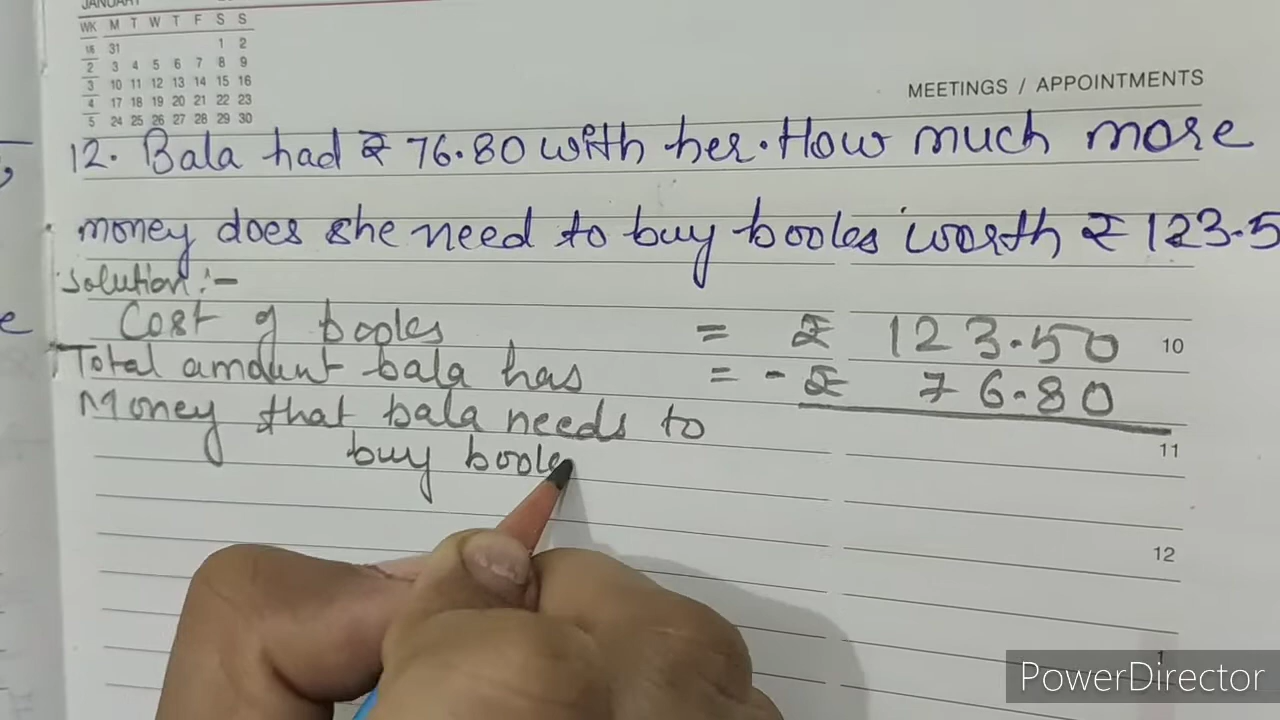 JANUARY
WK M T W T F S S
31 1 2
2 3 4 5 6 7 8 9
3 10 11 12 13 14 15 16
4 17 18 19 20 21 22 23
5 24 25 26 27 28 29 30
MEETINGS / APPOINTMENTS
12. Bala had ₹ 76.80 with her. How much more
money does she need to buy books worth ₹ 123.5
Solution :-
Cost of books = ₹ 123.50
10
Total amount bala has = - ₹ 76.80
Money that bala needs to
11
buy book
12
1
e
PowerDirector